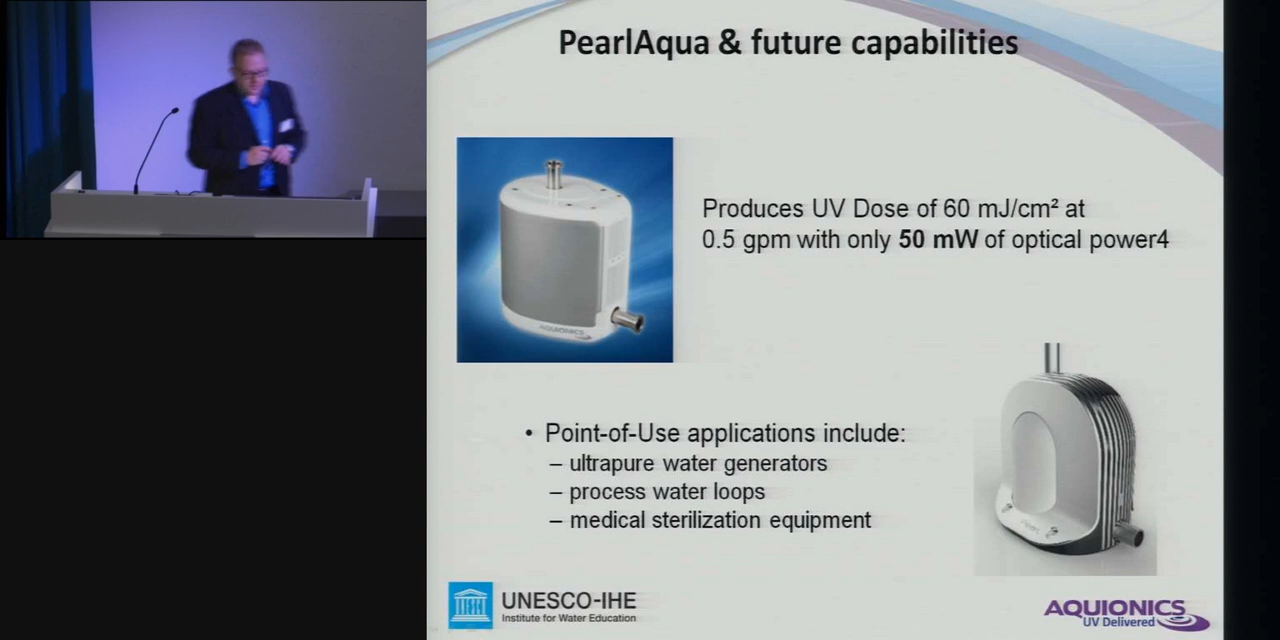 PearlAqua & future capabilities
AQUIONICS
Produces UV Dose of 60 mJ/cm² at
0.5 gpm with only 50 mW of optical power4
• Point-of-Use applications include:
– ultrapure water generators
– process water loops
– medical sterilization equipment
UNESCO-IHE
Institute for Water Education
AQUIONICS
UV Delivered